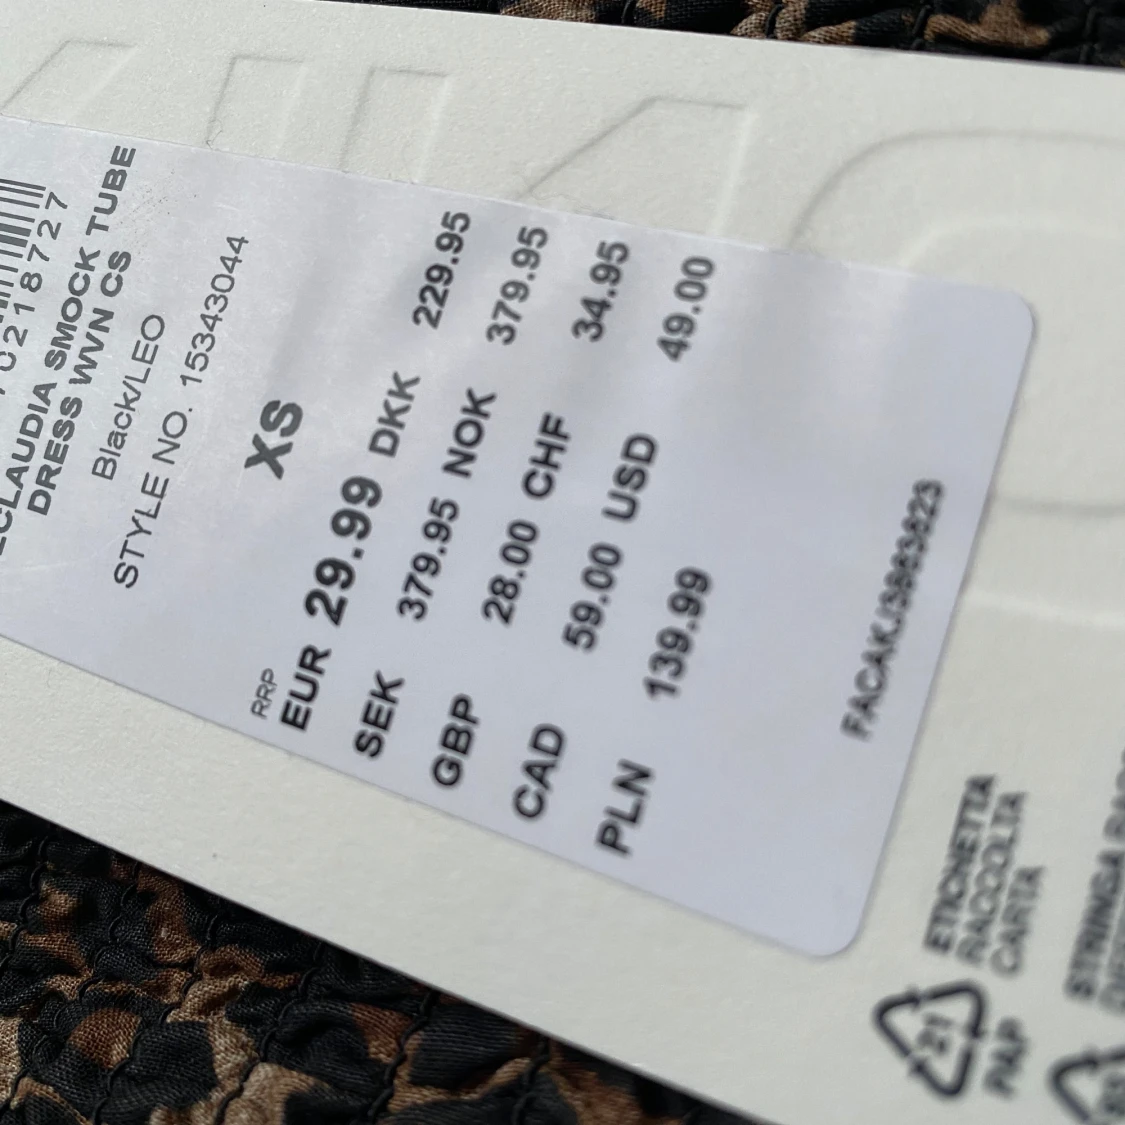 218727
CLAUDIA SMOCK TUBE
DRESS WVN CS
Black/LEO
STYLE NO. 15343044
XS
RRP
EUR 29.99 DKK 229.95
SEK 379.95 NOK 379.95
GBP 28.00 CHF 34.95
CAD 59.00 USD 49.00
PLN 139.99
ETICHETTA
RACCOLTA
CARTA
21
PAP
STRINGA